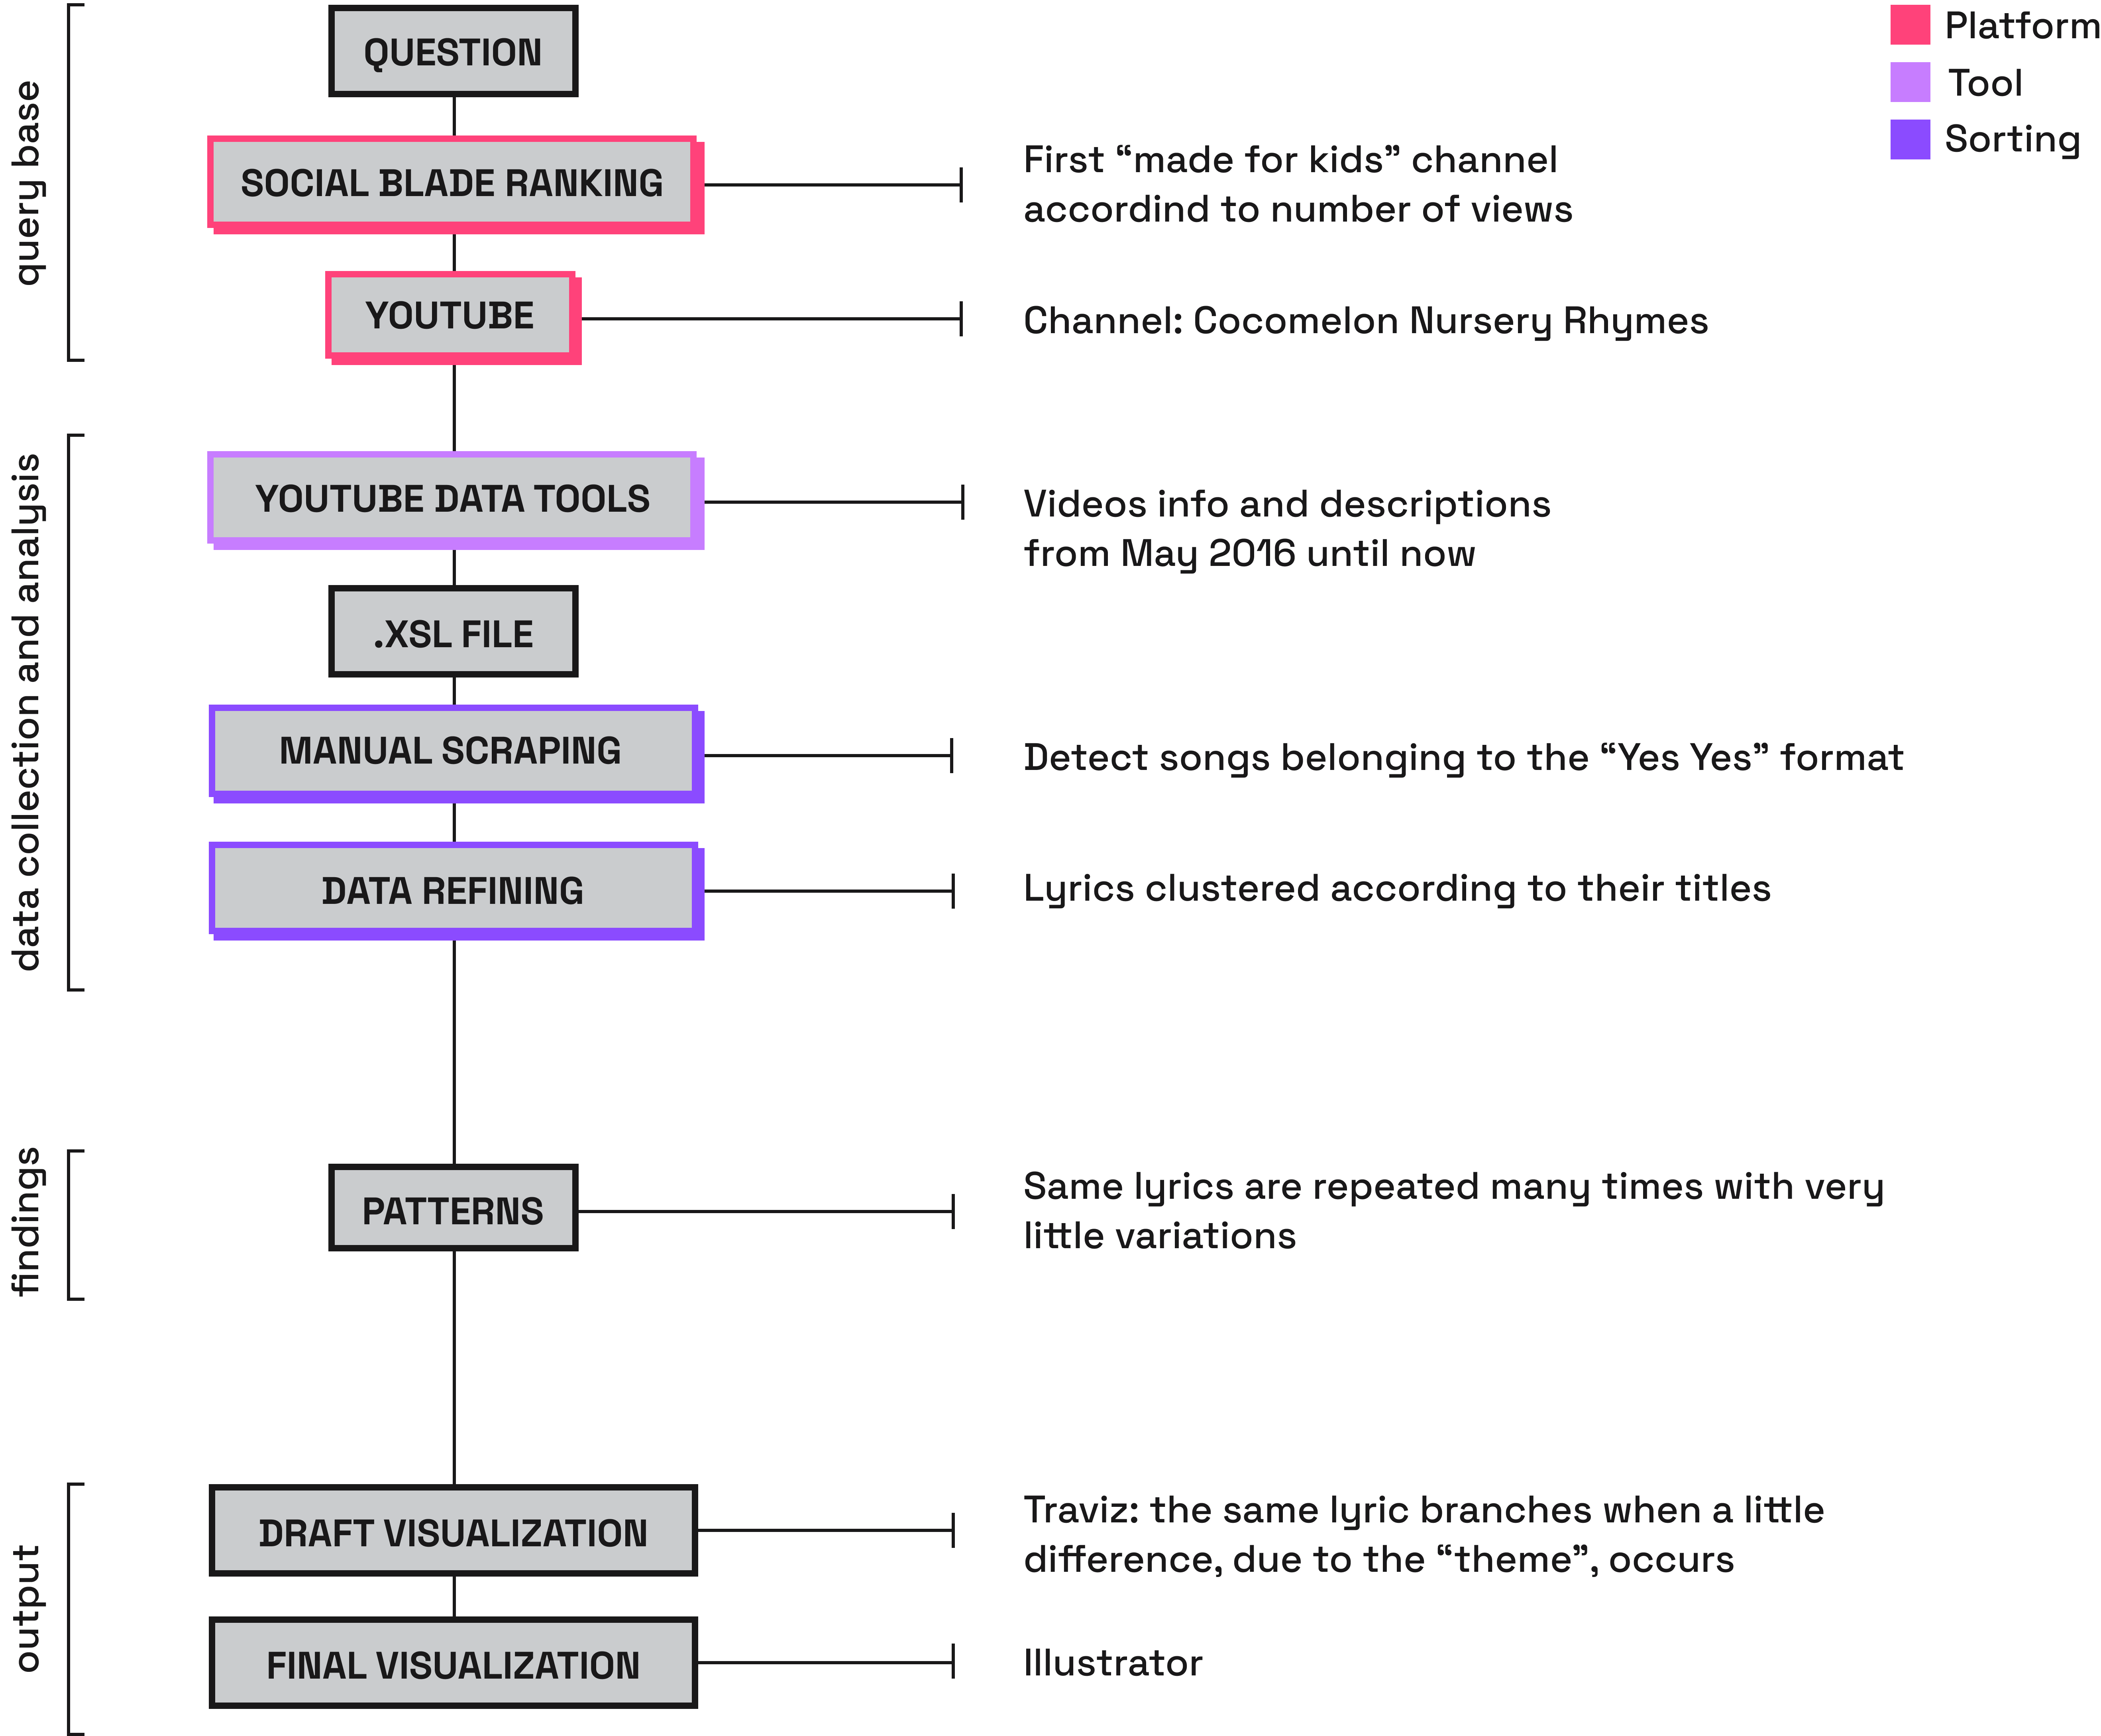 QUESTION
Platform
Tool
Sorting
query base
SOCIAL BLADE RANKING
First “made for kids” channel
accordind to number of views
YOUTUBE
Channel: Cocomelon Nursery Rhymes
data collection and analysis
YOUTUBE DATA TOOLS
Videos info and descriptions
from May 2016 until now
.XSL FILE
MANUAL SCRAPING
Detect songs belonging to the “Yes Yes” format
DATA REFINING
Lyrics clustered according to their titles
findings
PATTERNS
Same lyrics are repeated many times with very
little variations
output
DRAFT VISUALIZATION
Traviz: the same lyric branches when a little
difference, due to the “theme”, occurs
FINAL VISUALIZATION
Illustrator